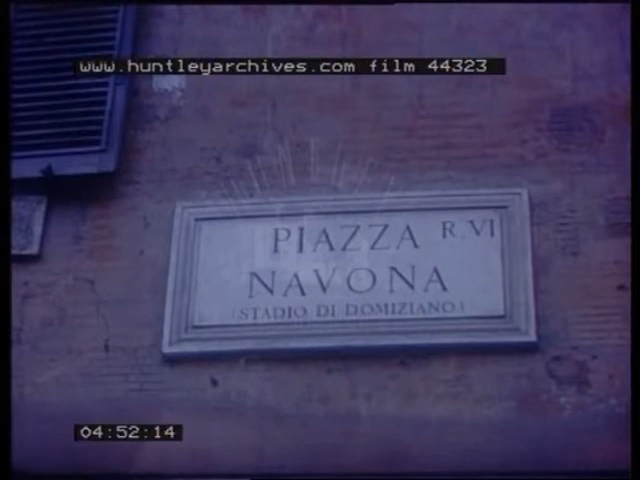 www.huntleyarchives.com film 44323
PIAZZA R.VI
NAVONA
(STADIO DI DOMIZIANO)
04:52:14